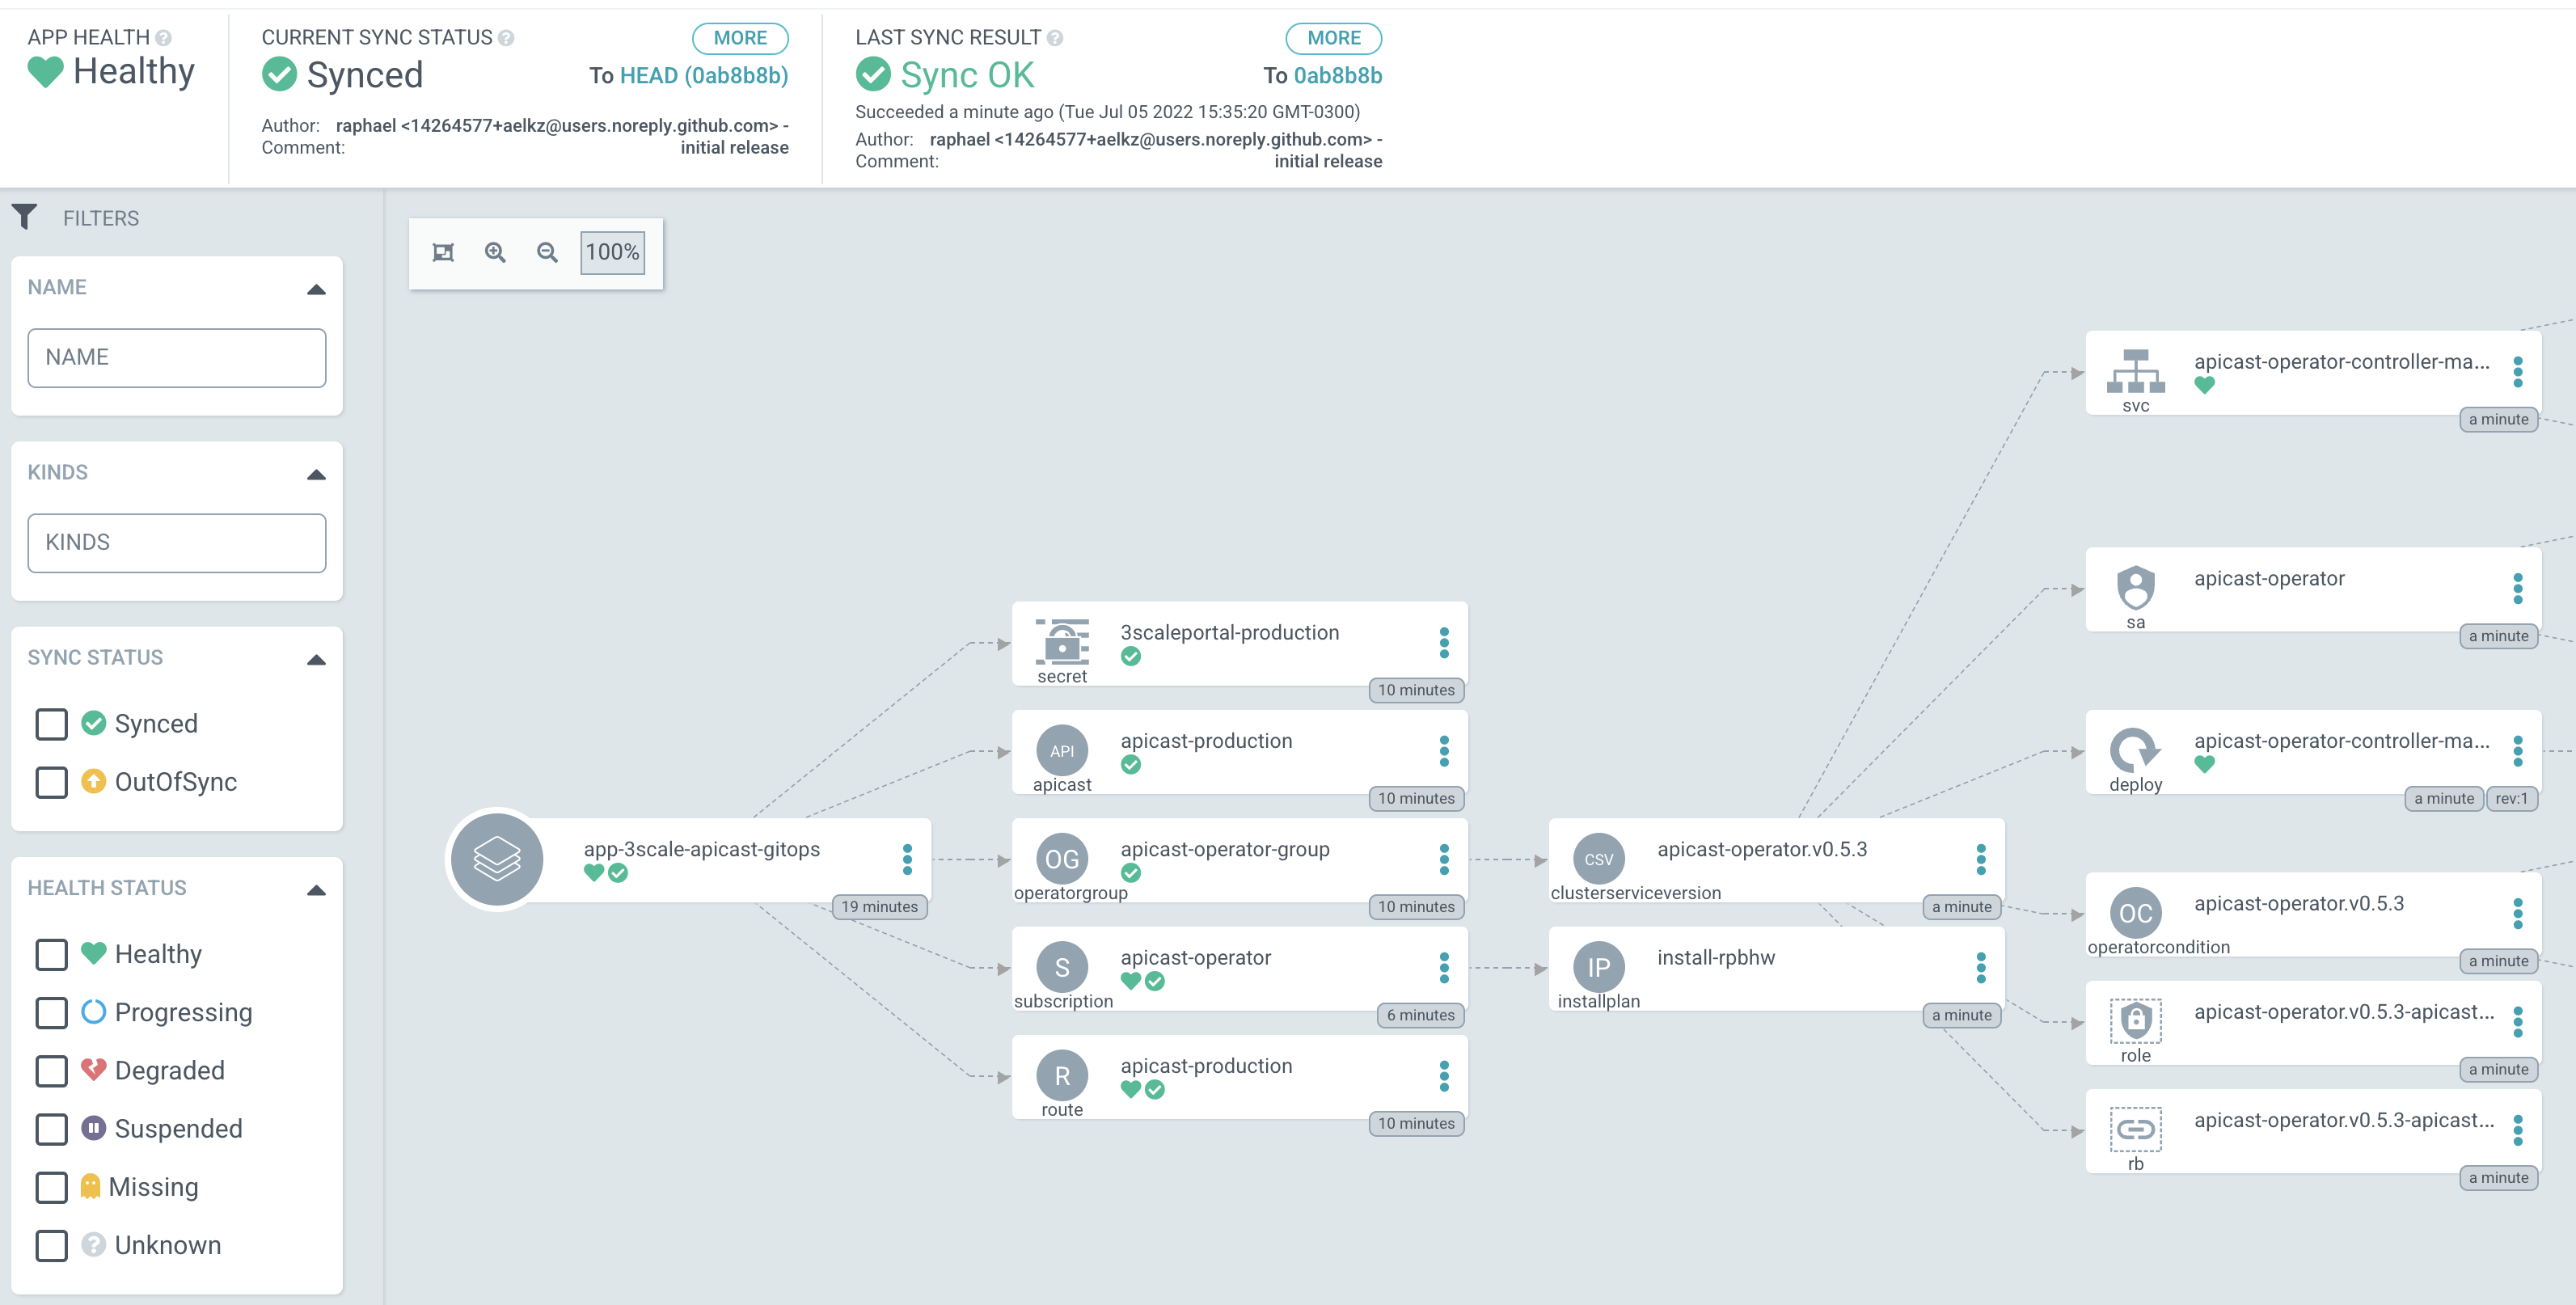 APP HEALTH ?
Healthy
CURRENT SYNC STATUS ?
MORE
Synced
To HEAD (0ab8b8b)
Author: raphael <14264577+aelkz@users.noreply.github.com> -
Comment: initial release
LAST SYNC RESULT ?
MORE
Sync OK
To 0ab8b8b
Succeeded a minute ago (Tue Jul 05 2022 15:35:20 GMT-0300)
Author: raphael <14264577+aelkz@users.noreply.github.com> -
Comment: initial release
FILTERS
NAME
NAME
KINDS
KINDS
SYNC STATUS
Synced
OutOfSync
HEALTH STATUS
Healthy
Progressing
Degraded
Suspended
Missing
? Unknown
100%
app-3scale-apicast-gitops
19 minutes
3scaleportal-production
secret
10 minutes
API
apicast-production
apicast
10 minutes
OG
apicast-operator-group
operatorgroup
10 minutes
S
apicast-operator
subscription
6 minutes
R
apicast-production
route
10 minutes
CSV
apicast-operator.v0.5.3
clusterserviceversion
a minute
IP
install-rpbhw
installplan
a minute
apicast-operator-controller-ma...
svc
a minute
apicast-operator
sa
a minute
apicast-operator-controller-ma...
deploy
a minute rev:1
OC
apicast-operator.v0.5.3
operatorcondition
a minute
apicast-operator.v0.5.3-apicast...
role
a minute
apicast-operator.v0.5.3-apicast...
rb
a minute